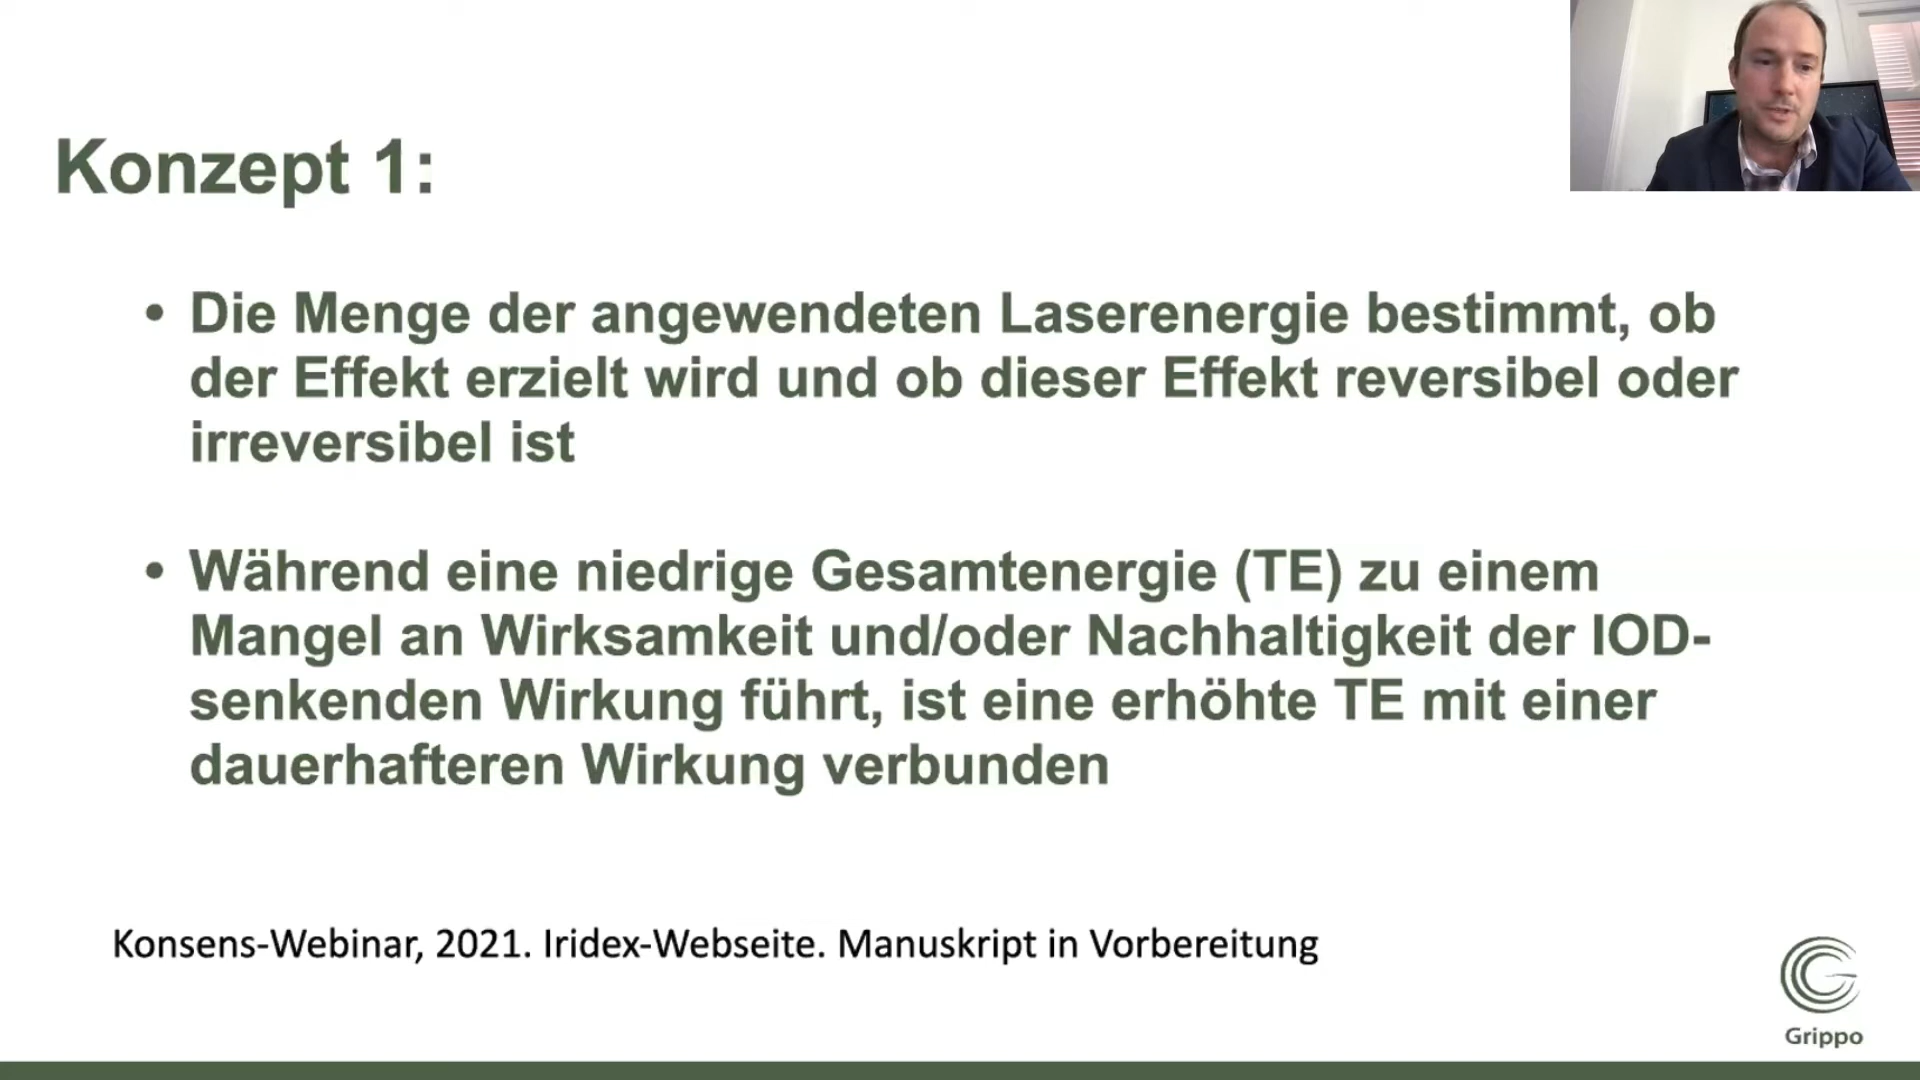 Konzept 1:
• Die Menge der angewendeten Laserenergie bestimmt, ob
der Effekt erzielt wird und ob dieser Effekt reversibel oder
irreversibel ist
• Während eine niedrige Gesamtenergie (TE) zu einem
Mangel an Wirksamkeit und/oder Nachhaltigkeit der IOD-
senkenden Wirkung führt, ist eine erhöhte TE mit einer
dauerhafteren Wirkung verbunden
Konsens-Webinar, 2021. Iridex-Webseite. Manuskript in Vorbereitung
Grippo